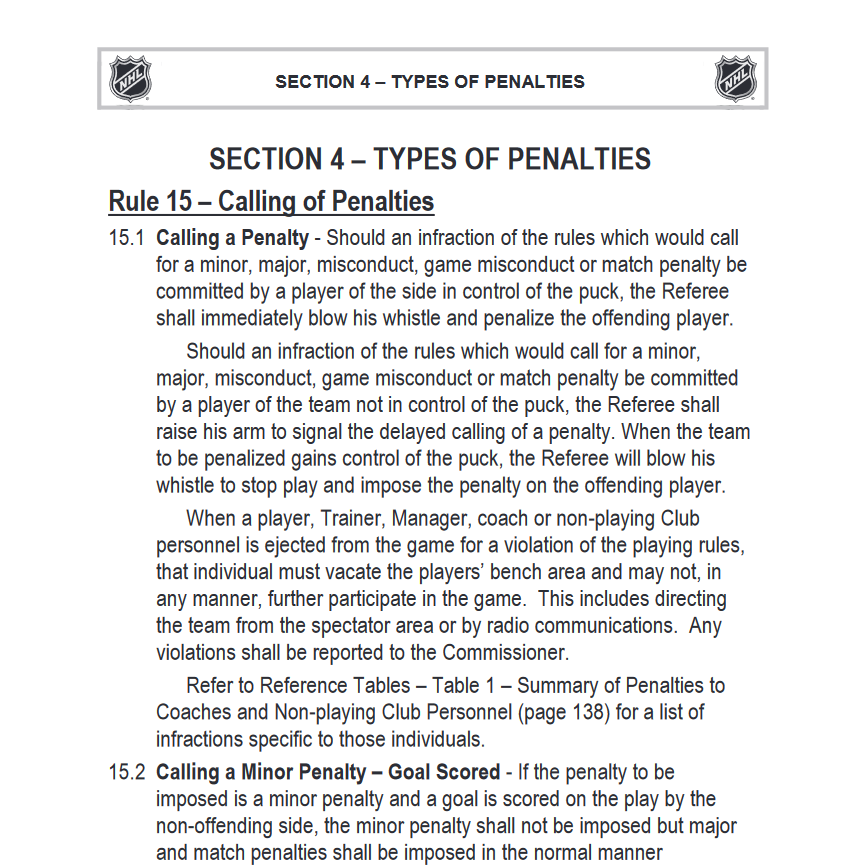 NHL
SECTION 4 – TYPES OF PENALTIES
NHL
SECTION 4 – TYPES OF PENALTIES
Rule 15 – Calling of Penalties
15.1 Calling a Penalty - Should an infraction of the rules which would call
for a minor, major, misconduct, game misconduct or match penalty be
committed by a player of the side in control of the puck, the Referee
shall immediately blow his whistle and penalize the offending player.
Should an infraction of the rules which would call for a minor,
major, misconduct, game misconduct or match penalty be committed
by a player of the team not in control of the puck, the Referee shall
raise his arm to signal the delayed calling of a penalty. When the team
to be penalized gains control of the puck, the Referee will blow his
whistle to stop play and impose the penalty on the offending player.
When a player, Trainer, Manager, coach or non-playing Club
personnel is ejected from the game for a violation of the playing rules,
that individual must vacate the players’ bench area and may not, in
any manner, further participate in the game.  This includes directing
the team from the spectator area or by radio communications.  Any
violations shall be reported to the Commissioner.
Refer to Reference Tables – Table 1 – Summary of Penalties to
Coaches and Non-playing Club Personnel (page 138) for a list of
infractions specific to those individuals.
15.2 Calling a Minor Penalty – Goal Scored - If the penalty to be
imposed is a minor penalty and a goal is scored on the play by the
non-offending side, the minor penalty shall not be imposed but major
and match penalties shall be imposed in the normal manner